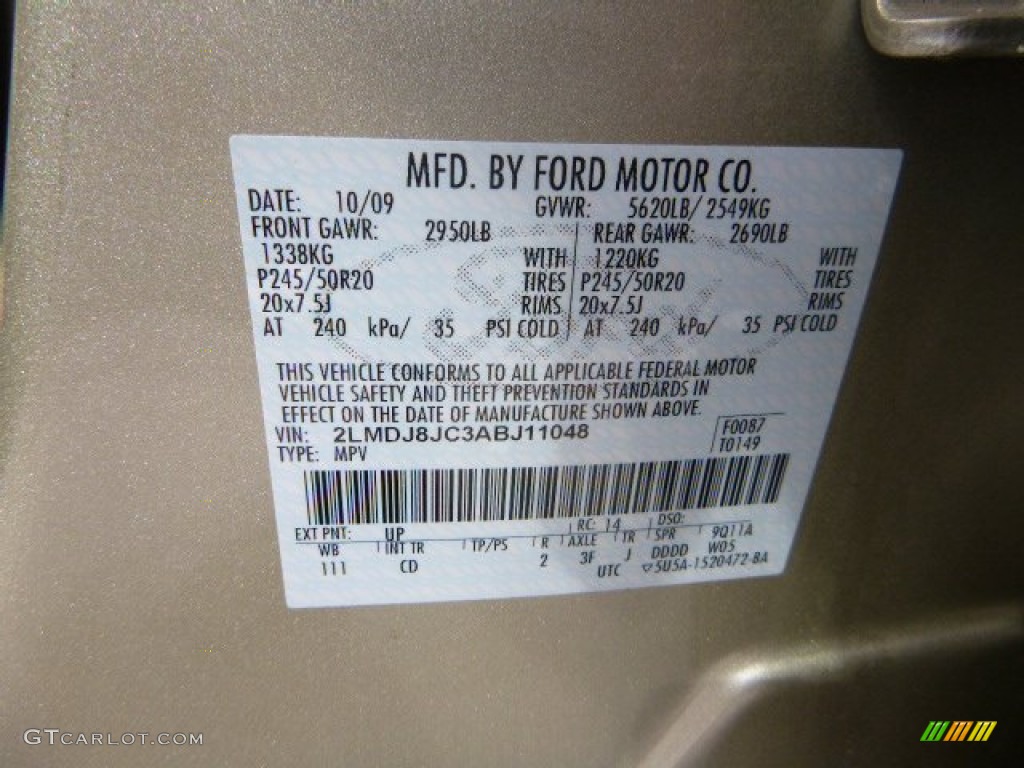 MFD. BY FORD MOTOR CO.
DATE: 10/09 GVWR: 5620LB/ 2549KG
FRONT GAWR: 2950LB REAR GAWR: 2690LB
1338KG WITH 1220KG WITH
P245/50R20 TIRES P245/50R20 TIRES
20x7.5J RIMS 20x7.5J RIMS
AT 240 kPa/ 35 PSI COLD AT 240 kPa/ 35 PSI COLD
THIS VEHICLE CONFORMS TO ALL APPLICABLE FEDERAL MOTOR
VEHICLE SAFETY AND THEFT PREVENTION STANDARDS IN
EFFECT ON THE DATE OF MANUFACTURE SHOWN ABOVE.
VIN: 2LMDJ8JC3ABJ11048 F0087
TYPE: MPV T0149
EXT PNT: UP RC: 14 DSO:
WB INT TR TP/PS R AXLE TR SPR 9Q11A
111 CD 2 3F J DDDD W05
UTC ▽5U5A-1520472-BA
GTCARLOT.COM